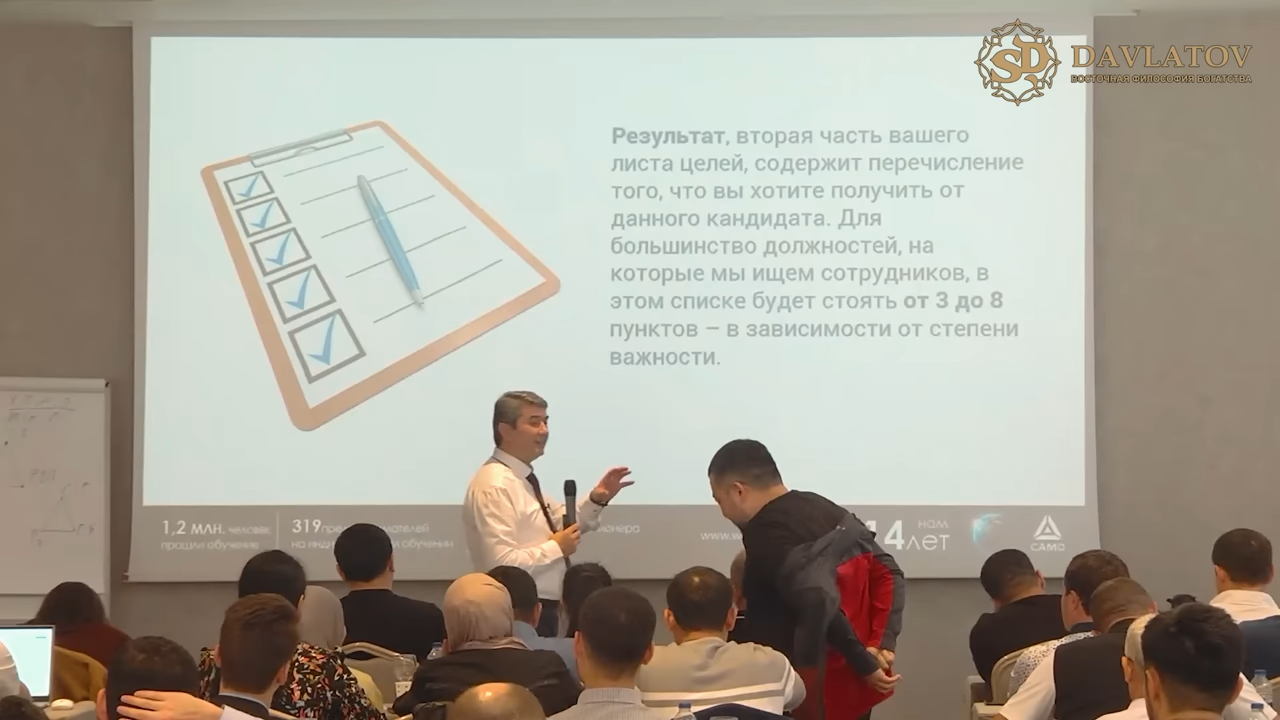 DAVLATOV
ВОСТОЧНАЯ ФИЛОСОФИЯ БОГАТСТВА
Результат, вторая часть вашего
листа целей, содержит перечисление
того, что вы хотите получить от
данного кандидата. Для
большинство должностей, на
которые мы ищем сотрудников, в
этом списке будет стоять от 3 до 8
пунктов – в зависимости от степени
важности.
1,2 МЛН. человек
прошли обучение
319
14 нам
лет
САМО